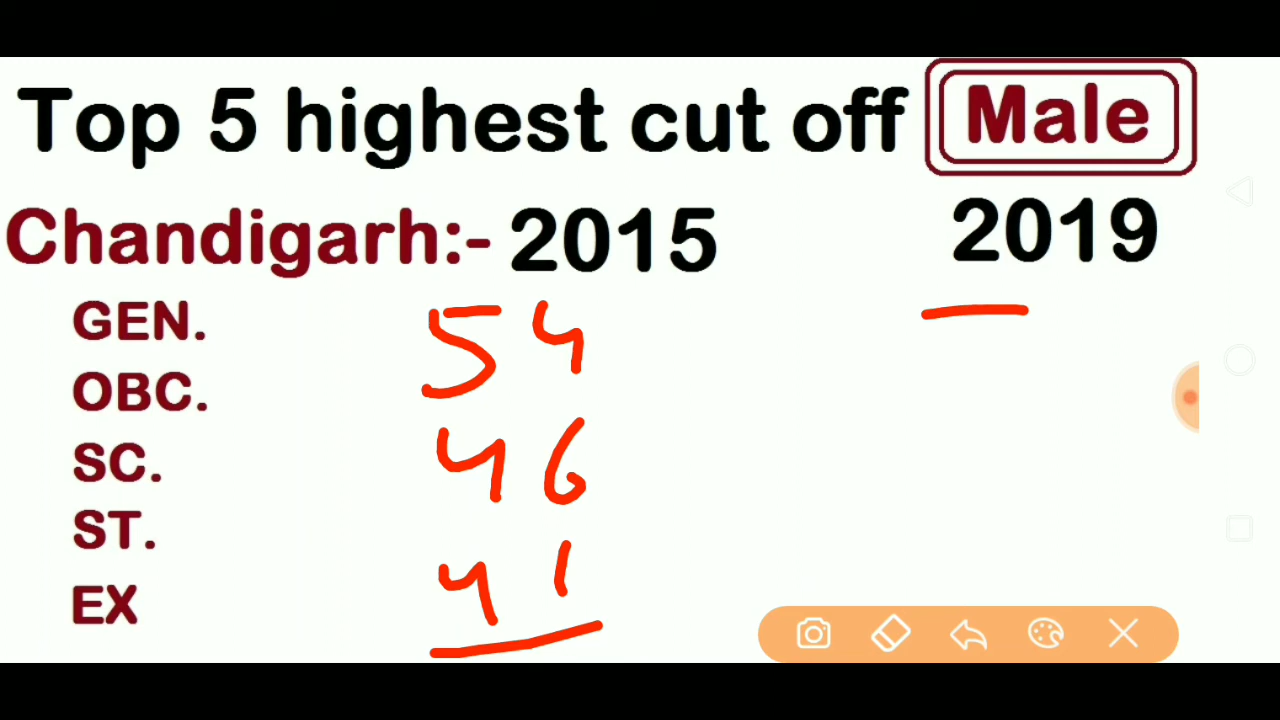 Top 5 highest cut off Male
Chandigarh:- 2015 2019
GEN. 54
OBC.
SC. 46
ST.
EX 41